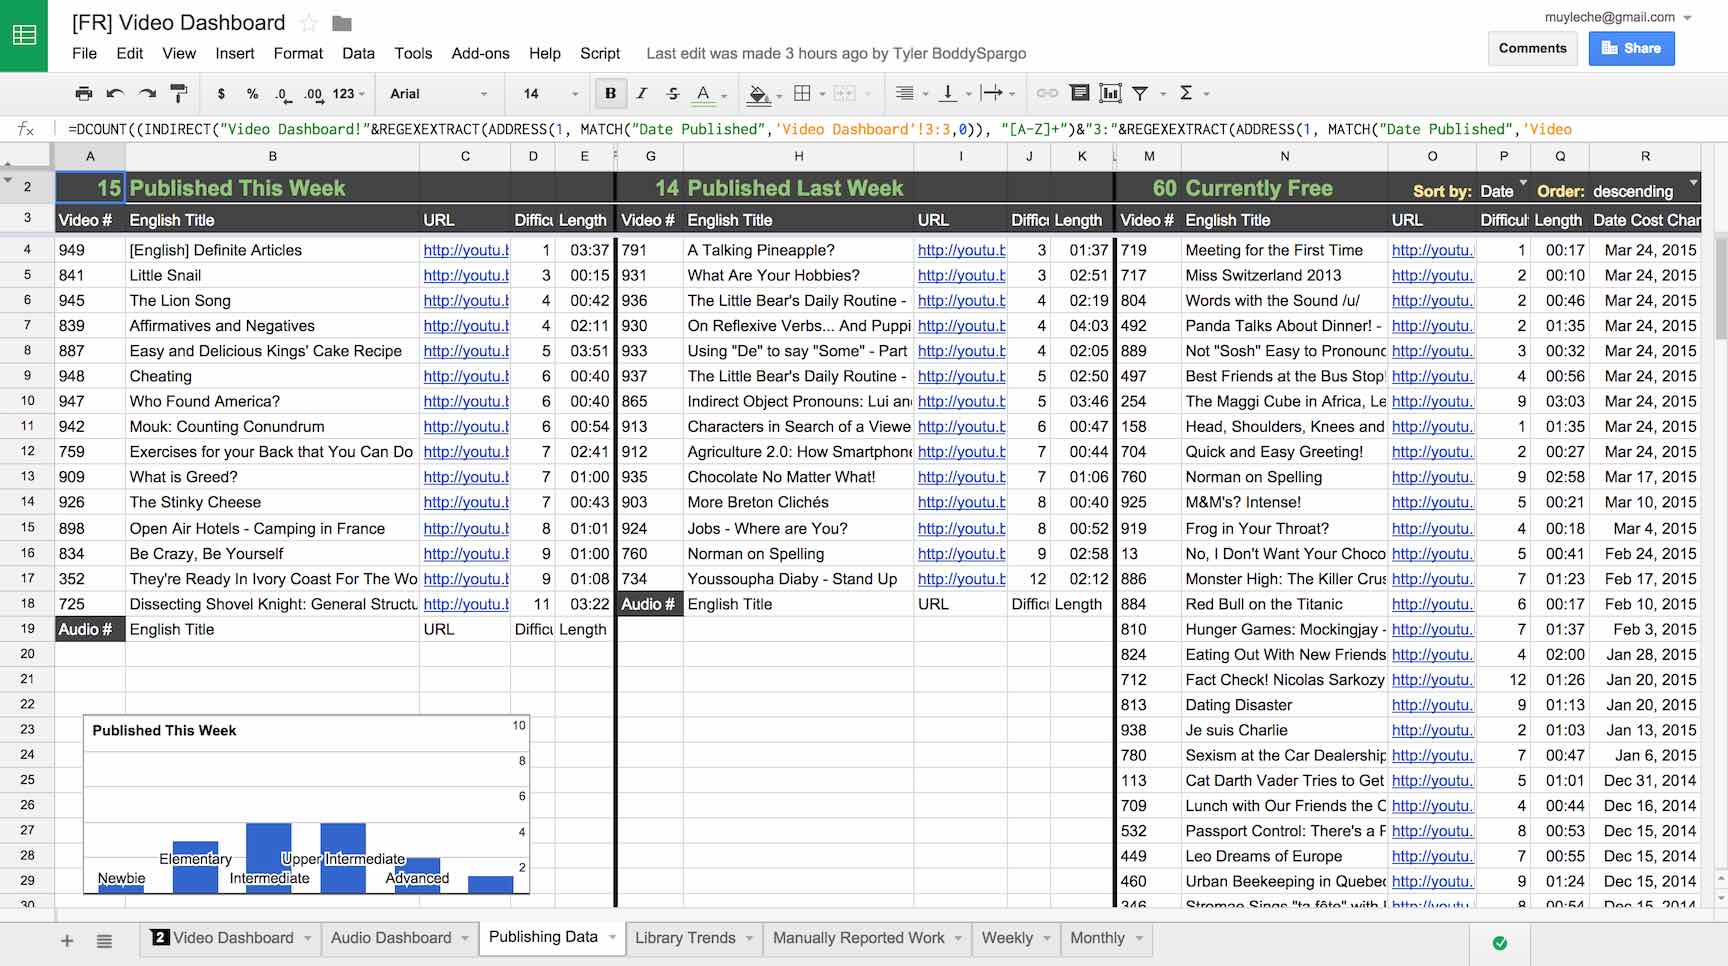 [FR] Video Dashboard
muyleche@gmail.com
File Edit View Insert Format Data Tools Add-ons Help Script Last edit was made 3 hours ago by Tyler BoddySpargo
Comments Share
$ % .0 .00 123 Arial 14 B I S A Σ
fx =DCOUNT((INDIRECT("Video Dashboard!"&REGEXEXTRACT(ADDRESS(1, MATCH("Date Published",'Video Dashboard'!3:3,0)), "[A-Z]+")&"3:"&REGEXEXTRACT(ADDRESS(1, MATCH("Date Published",'Video
A B C D E F G H I J K L M N O P Q R
2 15 Published This Week 14 Published Last Week 60 Currently Free Sort by: Date Order: descending
3 Video # English Title URL Difficu Length Video # English Title URL Difficu Length Video # English Title URL Difficul Length Date Cost Char
4 949 [English] Definite Articles http://youtu.b 1 03:37 791 A Talking Pineapple? http://youtu.b 3 01:37 719 Meeting for the First Time http://youtu. 1 00:17 Mar 24, 2015
5 841 Little Snail http://youtu.b 3 00:15 931 What Are Your Hobbies? http://youtu.b 3 02:51 717 Miss Switzerland 2013 http://youtu. 2 00:10 Mar 24, 2015
6 945 The Lion Song http://youtu.b 4 00:42 936 The Little Bear's Daily Routine - http://youtu.b 4 02:19 804 Words with the Sound /u/ http://youtu. 2 00:46 Mar 24, 2015
7 839 Affirmatives and Negatives http://youtu.b 4 02:11 930 On Reflexive Verbs... And Puppi http://youtu.b 4 04:03 492 Panda Talks About Dinner! - http://youtu. 2 01:35 Mar 24, 2015
8 887 Easy and Delicious Kings' Cake Recipe http://youtu.b 5 03:51 933 Using "De" to say "Some" - Part http://youtu.b 4 02:05 889 Not "Sosh" Easy to Pronounc http://youtu. 3 00:32 Mar 24, 2015
9 948 Cheating http://youtu.b 6 00:40 937 The Little Bear's Daily Routine - http://youtu.b 5 02:50 497 Best Friends at the Bus Stop! http://youtu. 4 00:56 Mar 24, 2015
10 947 Who Found America? http://youtu.b 6 00:40 865 Indirect Object Pronouns: Lui and http://youtu.b 5 03:46 254 The Maggi Cube in Africa, Le http://youtu. 9 03:03 Mar 24, 2015
11 942 Mouk: Counting Conundrum http://youtu.b 6 00:54 913 Characters in Search of a Viewe http://youtu.b 6 00:47 158 Head, Shoulders, Knees and http://youtu. 1 01:35 Mar 24, 2015
12 759 Exercises for your Back that You Can Do http://youtu.b 7 02:41 912 Agriculture 2.0: How Smartphone http://youtu.b 7 00:44 704 Quick and Easy Greeting! http://youtu. 2 00:27 Mar 24, 2015
13 909 What is Greed? http://youtu.b 7 01:00 935 Chocolate No Matter What! http://youtu.b 7 01:06 760 Norman on Spelling http://youtu. 9 02:58 Mar 17, 2015
14 926 The Stinky Cheese http://youtu.b 7 00:43 903 More Breton Clichés http://youtu.b 8 00:40 925 M&M's? Intense! http://youtu. 5 00:21 Mar 10, 2015
15 898 Open Air Hotels - Camping in France http://youtu.b 8 01:01 924 Jobs - Where are You? http://youtu.b 8 00:52 919 Frog in Your Throat? http://youtu. 4 00:18 Mar 4, 2015
16 834 Be Crazy, Be Yourself http://youtu.b 9 01:00 760 Norman on Spelling http://youtu.b 9 02:58 13 No, I Don't Want Your Choco http://youtu. 5 00:41 Feb 24, 2015
17 352 They're Ready In Ivory Coast For The Wo http://youtu.b 9 01:08 734 Youssoupha Diaby - Stand Up http://youtu.b 12 02:12 886 Monster High: The Killer Crus http://youtu. 7 01:23 Feb 17, 2015
18 725 Dissecting Shovel Knight: General Structu http://youtu.b 11 03:22 Audio # English Title URL Difficu Length 884 Red Bull on the Titanic http://youtu. 6 00:17 Feb 10, 2015
19 Audio # English Title URL Difficu Length 810 Hunger Games: Mockingjay - http://youtu. 7 01:37 Feb 3, 2015
20 824 Eating Out With New Friends http://youtu. 4 02:00 Jan 28, 2015
21 712 Fact Check! Nicolas Sarkozy http://youtu. 12 01:26 Jan 20, 2015
22 813 Dating Disaster http://youtu. 9 01:13 Jan 20, 2015
23 938 Je suis Charlie http://youtu. 2 01:03 Jan 13, 2015
24 780 Sexism at the Car Dealership http://youtu. 7 00:47 Jan 6, 2015
25 113 Cat Darth Vader Tries to Get http://youtu. 5 01:01 Dec 31, 2014
26 709 Lunch with Our Friends the C http://youtu. 4 00:44 Dec 16, 2014
27 532 Passport Control: There's a F http://youtu. 8 00:53 Dec 15, 2014
28 449 Leo Dreams of Europe http://youtu. 7 00:55 Dec 15, 2014
29 460 Urban Beekeeping in Quebec http://youtu. 9 01:24 Dec 15, 2014
30 346 Stromae Sings "ta fête" with http://youtu. 8 00:54 Dec 15, 2014
Published This Week
10
8
6
4
2
Newbie Elementary Intermediate Upper Intermediate Advanced
2 Video Dashboard Audio Dashboard Publishing Data Library Trends Manually Reported Work Weekly Monthly